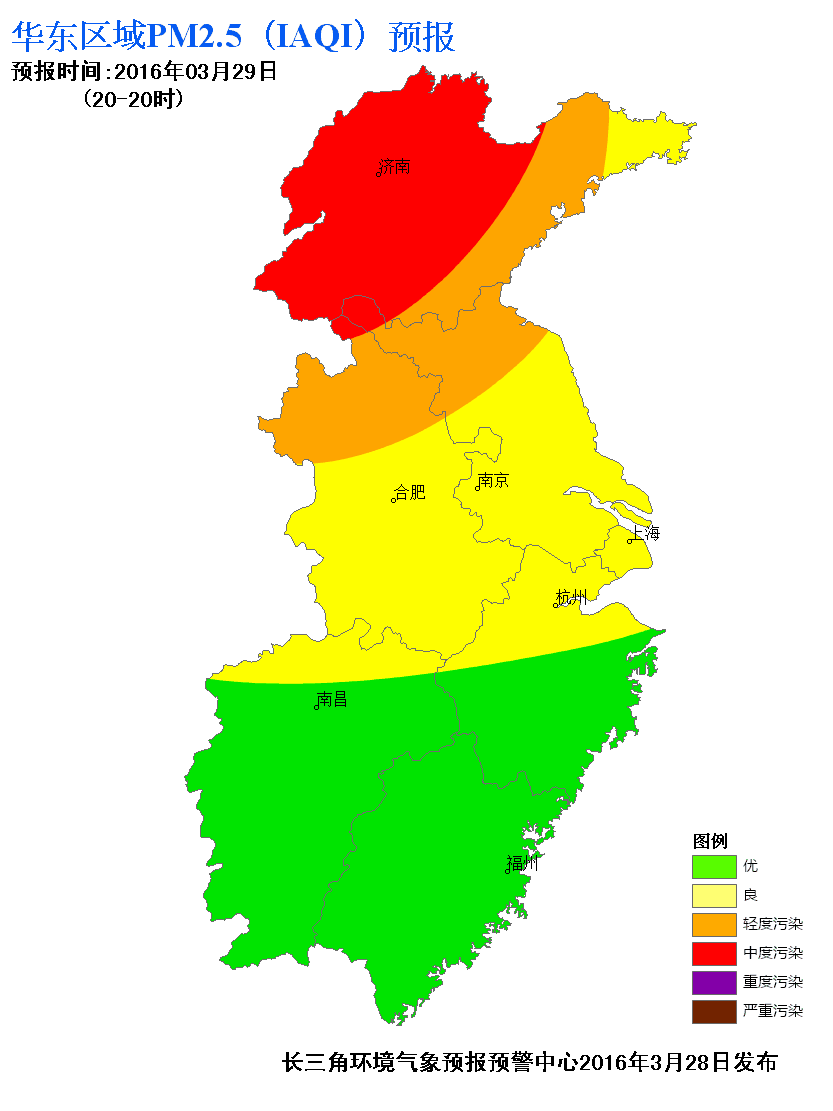 华东区域PM2.5（IAQI）预报
预报时间:2016年03月29日
(20-20时)
济南
南京
合肥
上海
杭州
南昌
福州
图例
优
良
轻度污染
中度污染
重度污染
严重污染
长三角环境气象预报预警中心2016年3月28日发布